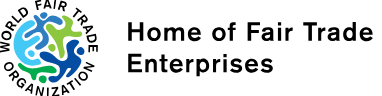 WORLD FAIR TRADE
ORGANIZATION
Home of Fair Trade
Enterprises